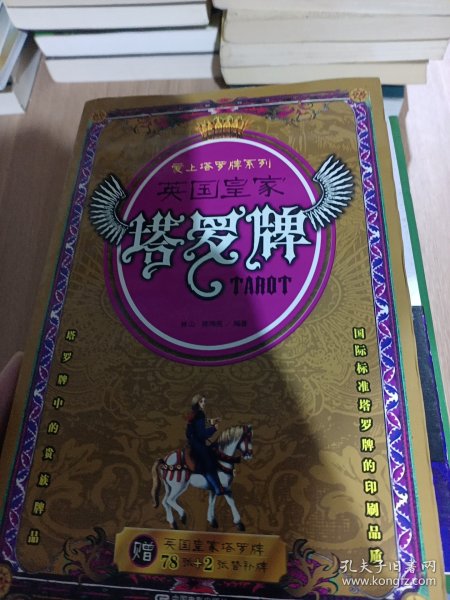 爱上塔罗牌系列
英国皇家
塔罗牌
TAROT
塔罗牌中的贵族牌品
国际标准塔罗牌的印刷品质
赠
英国皇家塔罗牌
78张+2张替补牌
孔夫子旧书网